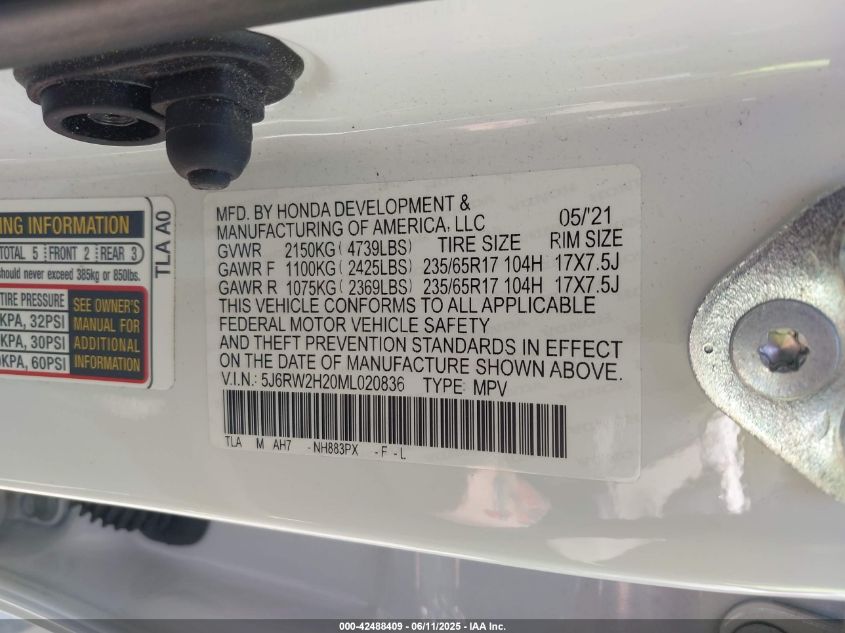 ING INFORMATION
TOTAL 5 FRONT 2 REAR 3
should never exceed 385kg or 850lbs.
TIRE PRESSURE
KPA, 32PSI
KPA, 30PSI
KPA, 60PSI
SEE OWNER'S
MANUAL FOR
ADDITIONAL
INFORMATION
TLA A0
MFD. BY HONDA DEVELOPMENT &
MANUFACTURING OF AMERICA, LLC 05/'21
GVWR 2150KG ( 4739LBS) TIRE SIZE RIM SIZE
GAWR F 1100KG ( 2425LBS) 235/65R17 104H 17X7.5J
GAWR R 1075KG ( 2369LBS) 235/65R17 104H 17X7.5J
THIS VEHICLE CONFORMS TO ALL APPLICABLE
FEDERAL MOTOR VEHICLE SAFETY
AND THEFT PREVENTION STANDARDS IN EFFECT
ON THE DATE OF MANUFACTURE SHOWN ABOVE.
V.I.N.: 5J6RW2H20ML020836 TYPE: MPV
TLA M AH7 - NH883PX - F - L
000-42488409 - 06/11/2025 - IAA Inc.